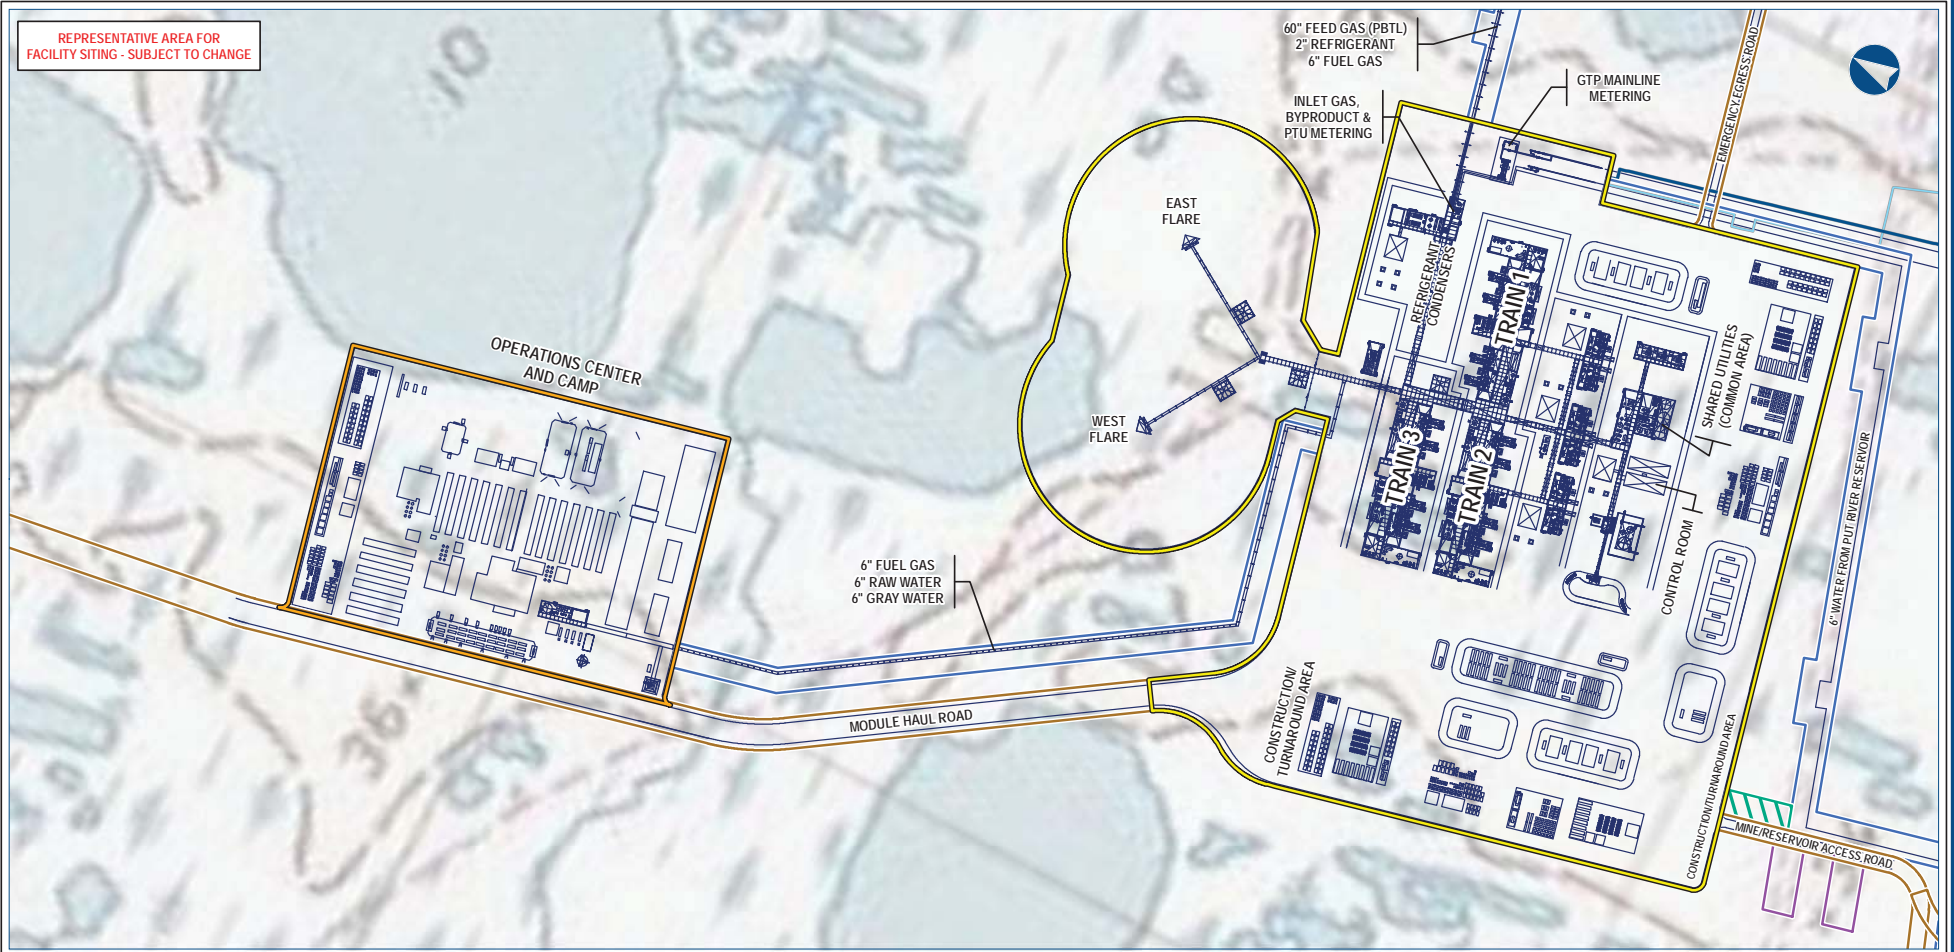 REPRESENTATIVE AREA FOR
FACILITY SITING - SUBJECT TO CHANGE
10
60" FEED GAS (PBTL)
2" REFRIGERANT
6" FUEL GAS
EMERGENCY EGRESS ROAD
GTP MAINLINE
METERING
INLET GAS,
BYPRODUCT &
PTU METERING
EAST
FLARE
REFRIGERANT
CONDENSERS
TRAIN 1
SHARED UTILITIES
(COMMON AREA)
OPERATIONS CENTER
AND CAMP
WEST
FLARE
TRAIN 3
TRAIN 2
6" WATER FROM PUT RIVER RESERVOIR
CONTROL ROOM
6" FUEL GAS
6" RAW WATER
6" GRAY WATER
CONSTRUCTION/
TURNAROUND AREA
MODULE HAUL ROAD
36
CONSTRUCTION/TURNAROUND AREA
MINE/RESERVOIR ACCESS ROAD